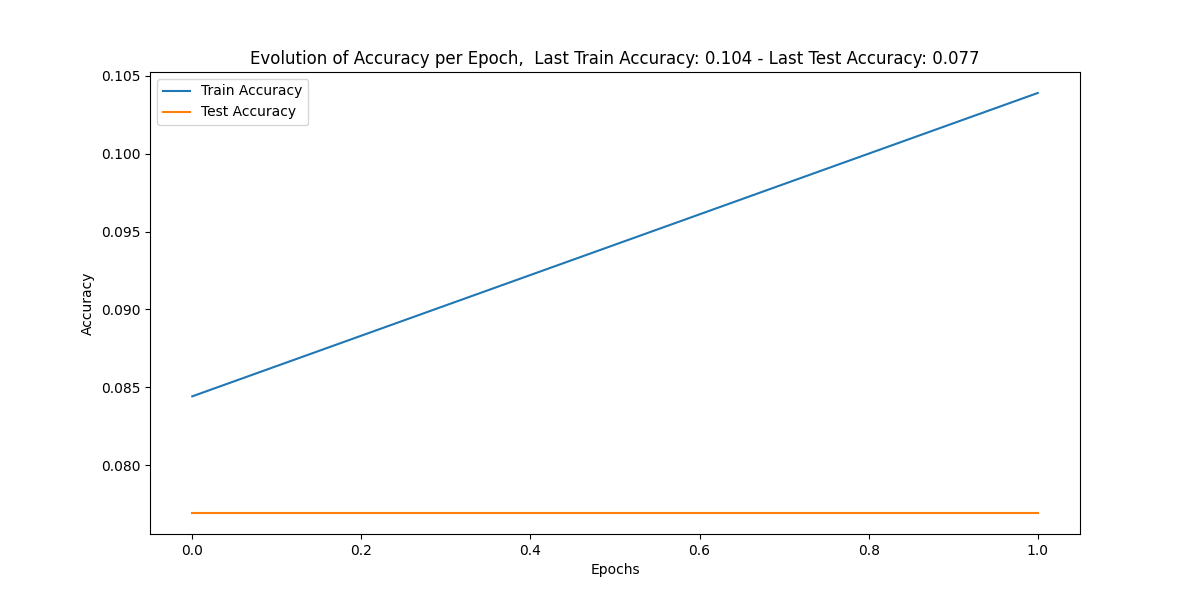 Evolution of Accuracy per Epoch,  Last Train Accuracy: 0.104 - Last Test Accuracy: 0.077
Train Accuracy
Test Accuracy
Accuracy
0.105
0.100
0.095
0.090
0.085
0.080
0.0 0.2 0.4 0.6 0.8 1.0
Epochs